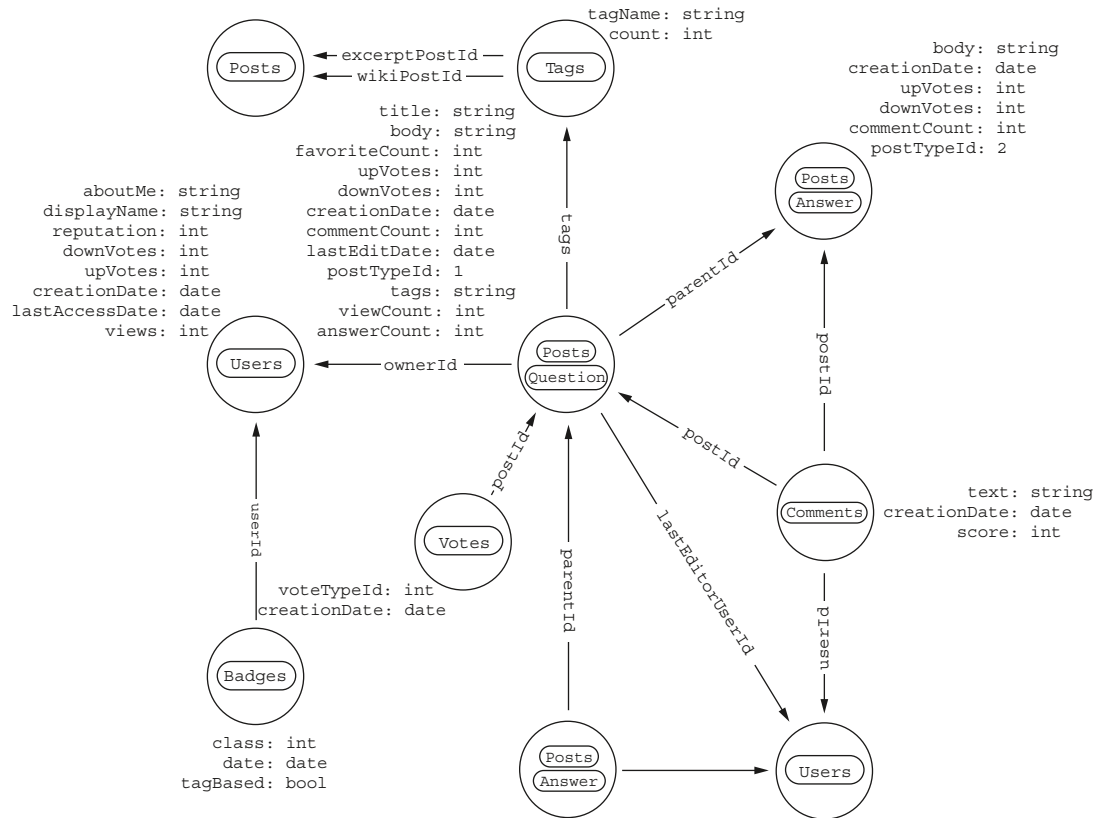 tagName: string
count: int
Posts
excerptPostId
wikiPostId
Tags
body: string
creationDate: date
upVotes: int
downVotes: int
commentCount: int
postTypeId: 2
title: string
body: string
favoriteCount: int
upVotes: int
downVotes: int
creationDate: date
commentCount: int
lastEditDate: date
postTypeId: 1
tags: string
viewCount: int
answerCount: int
Posts
Answer
aboutMe: string
displayName: string
reputation: int
downVotes: int
upVotes: int
creationDate: date
lastAccessDate: date
views: int
tags
parentId
Users
ownerId
Posts
Question
postId
postId
postId
userId
Votes
voteTypeId: int
creationDate: date
parentId
lastEditorUserId
Comments
text: string
creationDate: date
score: int
userId
Badges
class: int
date: date
tagBased: bool
Posts
Answer
Users